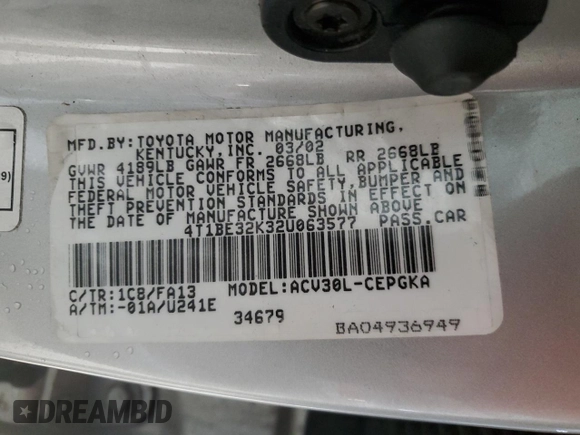 MFD.BY:TOYOTA MOTOR MANUFACTURING,
KENTUCKY,INC. 03/02
GVWR 4189LB GAWR FR 2668LB RR 2668LB
THIS VEHICLE CONFORMS TO ALL APPLICABLE
FEDERAL MOTOR VEHICLE SAFETY,BUMPER AND
THEFT PREVENTION STANDARDS IN EFFECT ON
THE DATE OF MANUFACTURE SHOWN ABOVE
4T1BE32K32U063577 PASS.CAR
C/TR:1CB/FA13 MODEL:ACV30L-CEPGKA
A/TM:-01A/U241E
34679 BA04936949
9)
DREAMBID